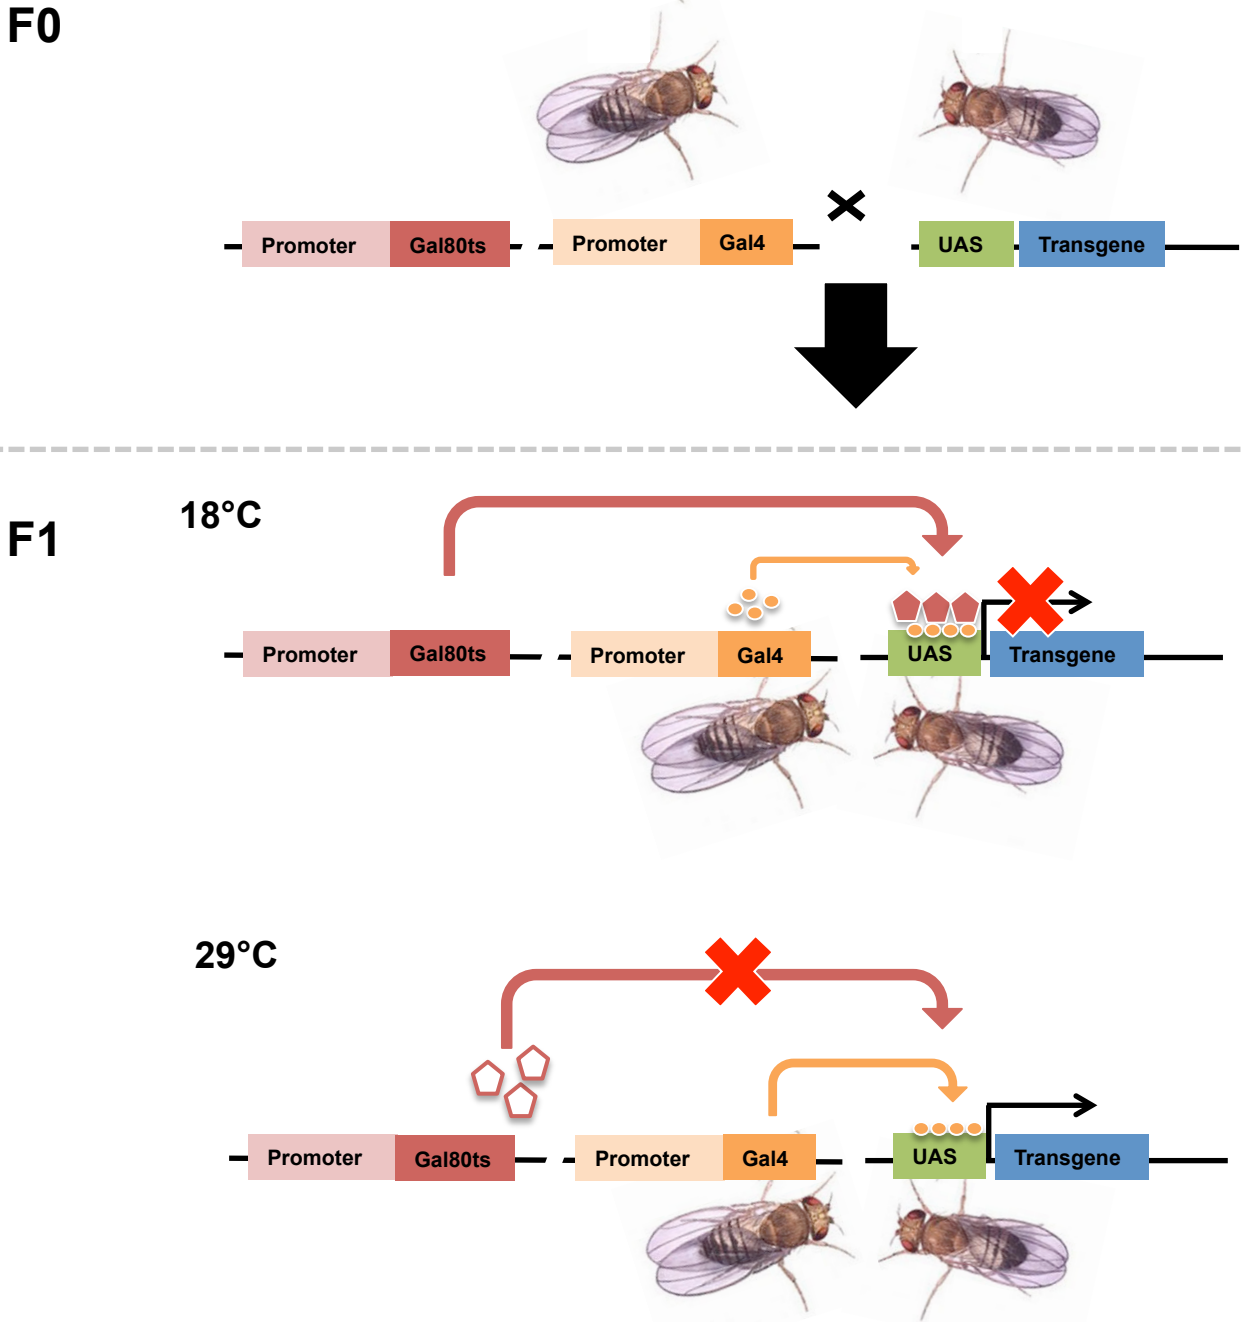 F0
Promoter Gal80ts Promoter Gal4 UAS Transgene
F1
18°C
Promoter Gal80ts Promoter Gal4 UAS Transgene
29°C
Promoter Gal80ts Promoter Gal4 UAS Transgene